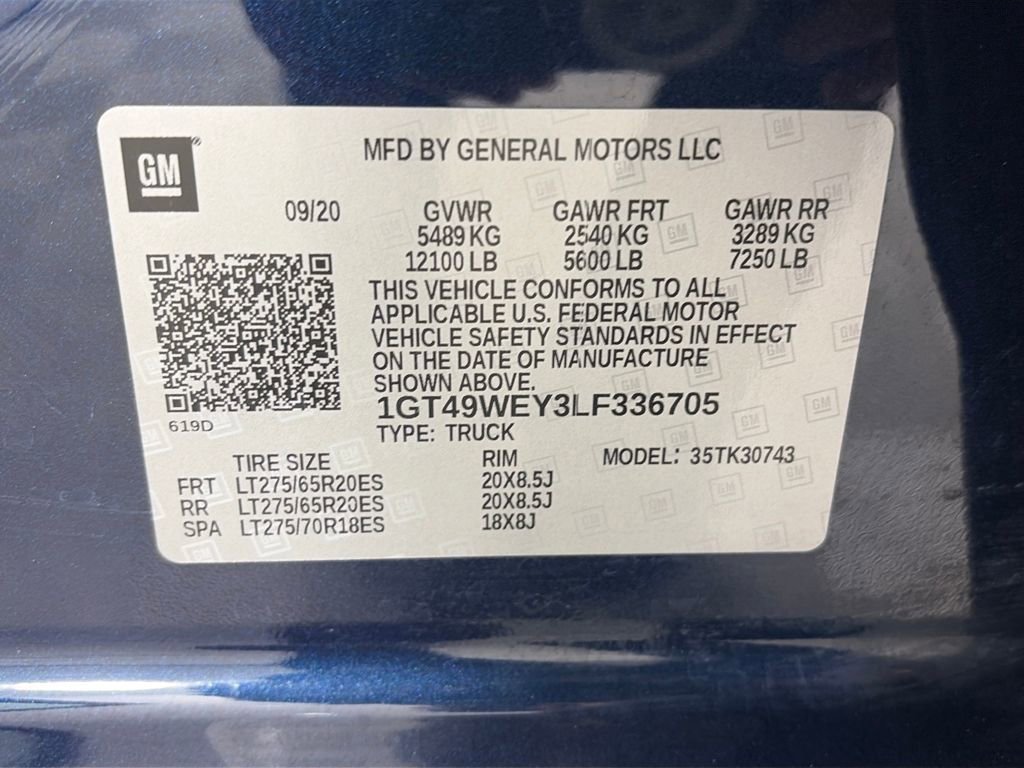 GM®
MFD BY GENERAL MOTORS LLC
09/20 GVWR GAWR FRT GAWR RR
5489 KG 2540 KG 3289 KG
12100 LB 5600 LB 7250 LB
THIS VEHICLE CONFORMS TO ALL
APPLICABLE U.S. FEDERAL MOTOR
VEHICLE SAFETY STANDARDS IN EFFECT
ON THE DATE OF MANUFACTURE
SHOWN ABOVE.
1GT49WEY3LF336705
619D
TYPE: TRUCK
TIRE SIZE RIM MODEL: 35TK30743
FRT LT275/65R20ES 20X8.5J
RR LT275/65R20ES 20X8.5J
SPA LT275/70R18ES 18X8J